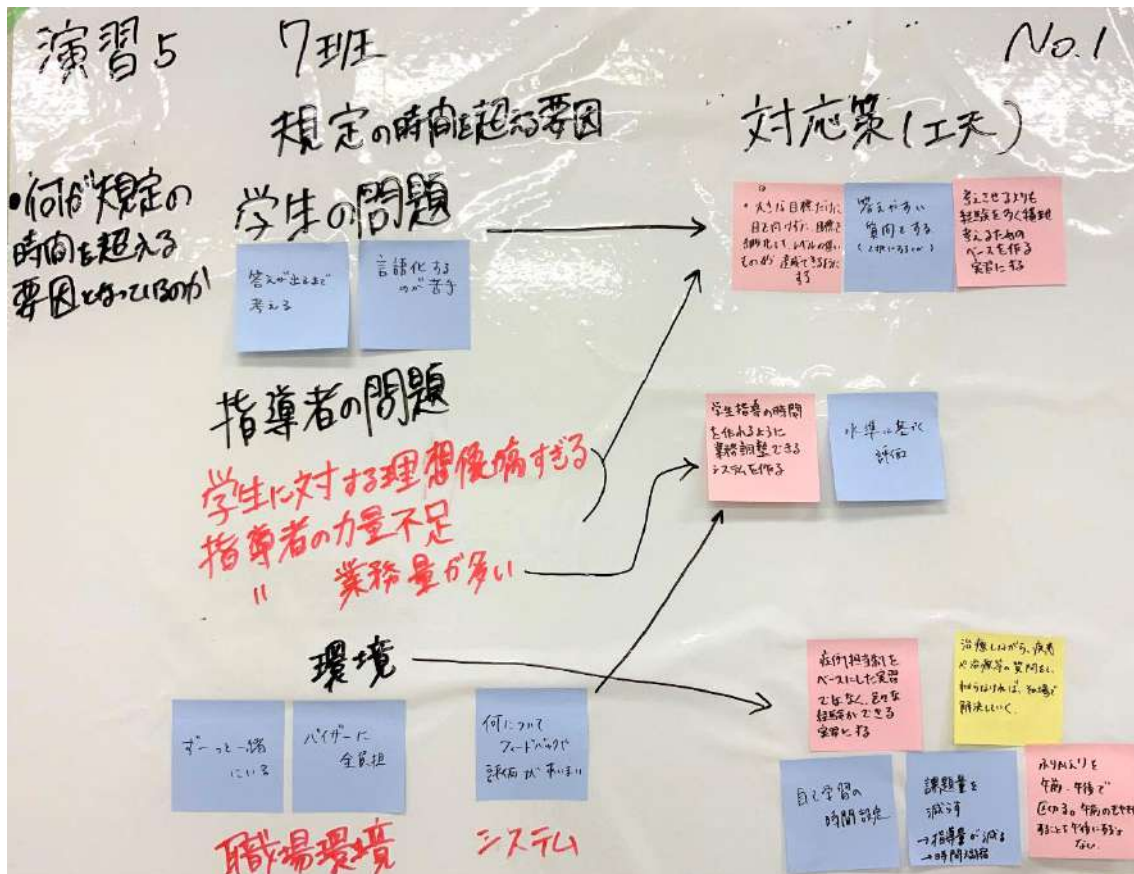 演習5
7班
No.1
規定の時間を超える要因
対応策(工夫)
・何が規定の
時間を超える
要因となっているのか
学生の問題
答えが出るまで
考える
言語化する
のが苦手
・大きな目標だけに
目を向けずに、目標を
細分化して、レベルの低い
ものから達成できるように
する
答えやすい
質問をする
考えさせるよりも
経験を多く積ませ
考えるための
ベースを作る
実習にする
指導者の問題
学生に対する理想像高すぎる
指導者の力量不足
〃 業務量が多い
学生指導の時間
を作れるように
業務調整できる
システムを作る
水準に基づく
評価
環境
ずーっと一緒
にいる
バイザーに
全負担
何について
フィードバックや
評価があいまい
職場環境
システム
症例担当制を
ベースにした実習
ではなく、色々な
経験ができる
実習とする
治療しながら、疾患
や治療等の質問をし、
わからなければ、その場で
解決していく。
自己学習の
時間設定
課題量を
減らす
→指導量が減る
→時間短縮
ふりかえりを
午前・午後で
区切る。午前の
することを午後にする
ない。